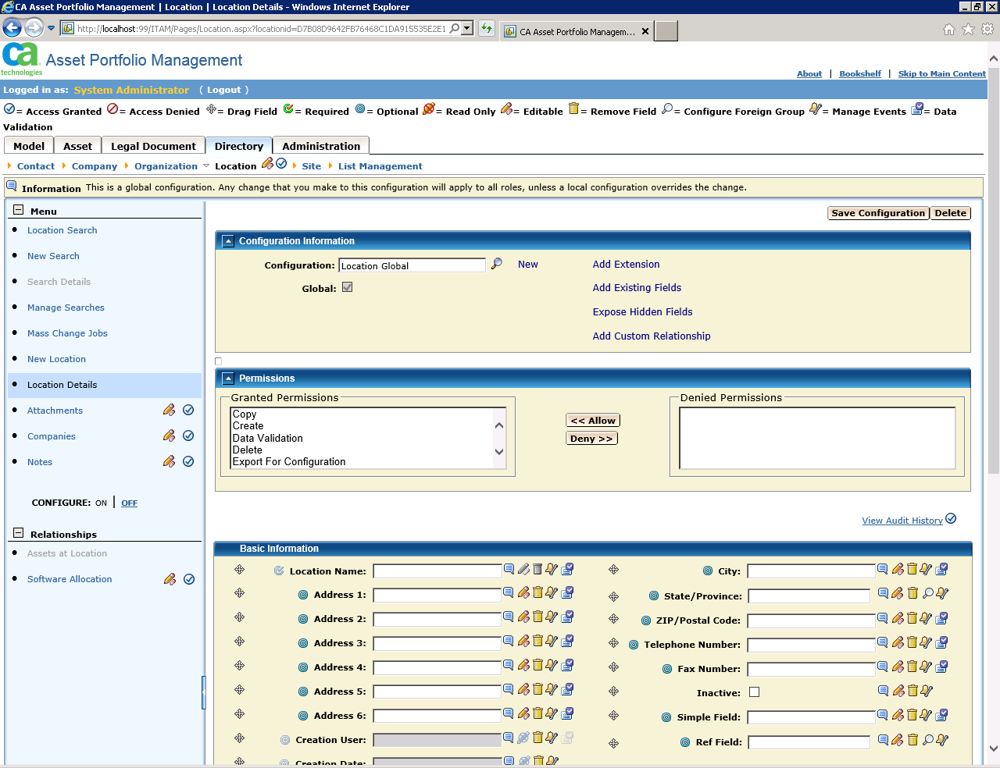 CA Asset Portfolio Management | Location | Location Details - Windows Internet Explorer
http://localhost:99/ITAM/Pages/Location.aspx?locationid=D7B08D9642FB76468C1DA915535E2E1
CA Asset Portfolio Managem...
ca
technologies
Asset Portfolio Management
About | Bookshelf | Skip to Main Content
Logged in as: System Administrator ( Logout )
= Access Granted = Access Denied = Drag Field = Required = Optional = Read Only = Editable = Remove Field = Configure Foreign Group = Manage Events = Data
Validation
Model Asset Legal Document Directory Administration
Contact Company Organization Location Site List Management
Information This is a global configuration. Any change that you make to this configuration will apply to all roles, unless a local configuration overrides the change.
Menu
Location Search
New Search
Search Details
Manage Searches
Mass Change Jobs
New Location
Location Details
Attachments
Companies
Notes
CONFIGURE: ON | OFF
Relationships
Assets at Location
Software Allocation
Save Configuration Delete
Configuration Information
Configuration: Location Global New Add Extension
Global: Add Existing Fields
Expose Hidden Fields
Add Custom Relationship
Permissions
Granted Permissions
Copy
Create
Data Validation
Delete
Export For Configuration
<< Allow
Deny >>
Denied Permissions
View Audit History
Basic Information
Location Name: City:
Address 1: State/Province:
Address 2: ZIP/Postal Code:
Address 3: Telephone Number:
Address 4: Fax Number:
Address 5: Inactive:
Address 6: Simple Field:
Creation User: Ref Field:
Creation Date: